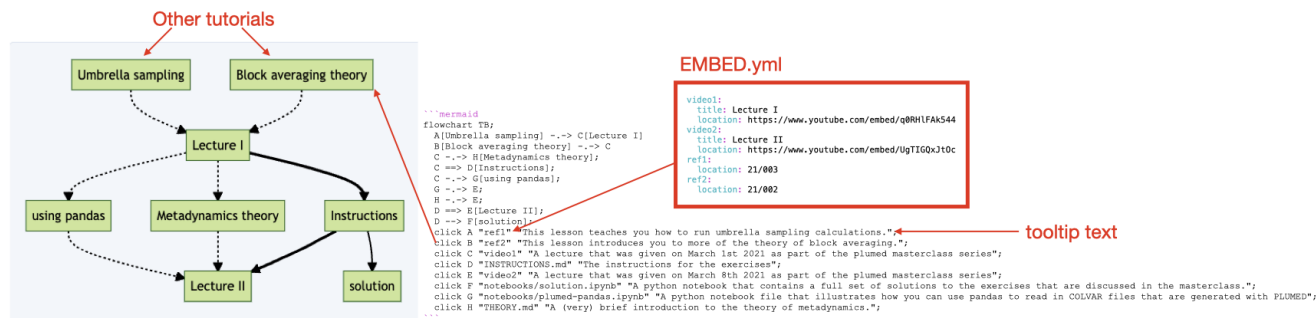 Other tutorials
Umbrella sampling
Block averaging theory
Lecture I
using pandas
Metadynamics theory
Instructions
Lecture II
solution
EMBED.yml
video1:
title: Lecture I
location: https://www.youtube.com/embed/q0RHlFAk544
video2:
title: Lecture II
location: https://www.youtube.com/embed/UgTIGQxJtOc
ref1:
location: 21/003
ref2:
location: 21/002
```mermaid
flowchart TB;
A[Umbrella sampling] -.-> C[Lecture I]
B[Block averaging theory] -.-> C
C -.-> H[Metadynamics theory];
C ==> D[Instructions];
C -.-> G[using pandas];
G -.-> E;
H -.-> E;
D ==> E[Lecture II];
D --> F[solution];
click A "ref1" "This lesson teaches you how to run umbrella sampling calculations.";
click B "ref2" "This lesson introduces you to more of the theory of block averaging.";
click C "video1" "A lecture that was given on March 1st 2021 as part of the plumed masterclass series";
click D "INSTRUCTIONS.md" "The instructions for the exercises";
click E "video2" "A lecture that was given on March 8th 2021 as part of the plumed masterclass series";
click F "notebooks/solution.ipynb" "A python notebook that contains a full set of solutions to the exercises that are discussed in the masterclass.";
click G "notebooks/plumed-pandas.ipynb" "A python notebook file that illustrates how you can use pandas to read in COLVAR files that are generated with PLUMED";
click H "THEORY.md" "A (very) brief introduction to the theory of metadynamics.";
```
tooltip text